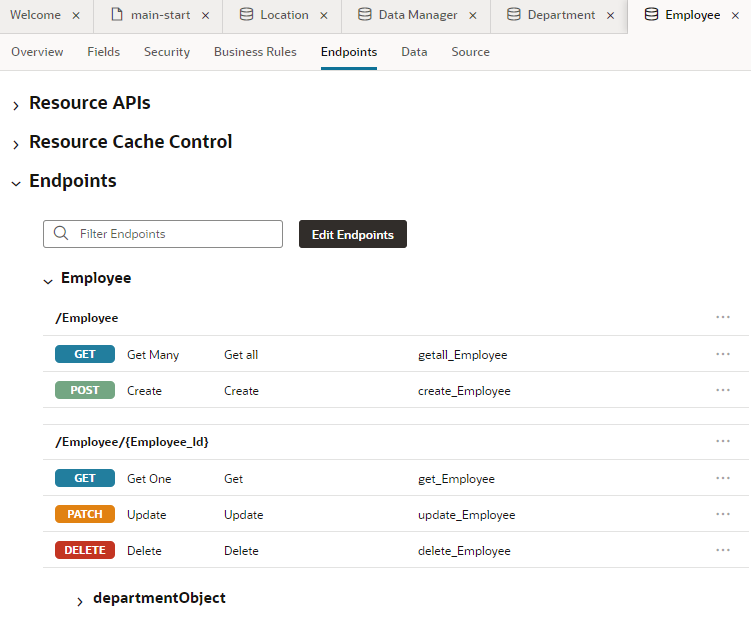 Welcome × main-start × Location × Data Manager × Department × Employee ×
Overview Fields Security Business Rules Endpoints Data Source
Resource APIs
Resource Cache Control
Endpoints
Filter Endpoints Edit Endpoints
Employee
/Employee ...
GET Get Many Get all getall_Employee ...
POST Create Create create_Employee ...
/Employee/{Employee_Id} ...
GET Get One Get get_Employee ...
PATCH Update Update update_Employee ...
DELETE Delete Delete delete_Employee ...
departmentObject